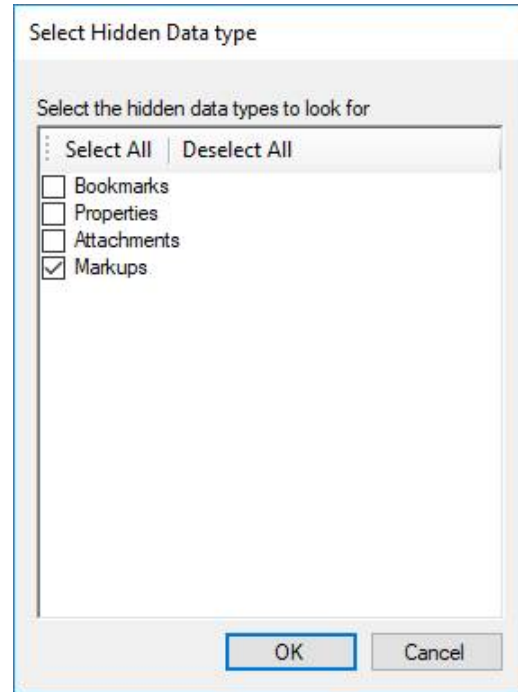 Select Hidden Data type
Select the hidden data types to look for
Select All Deselect All
Bookmarks
Properties
Attachments
Markups
OK Cancel